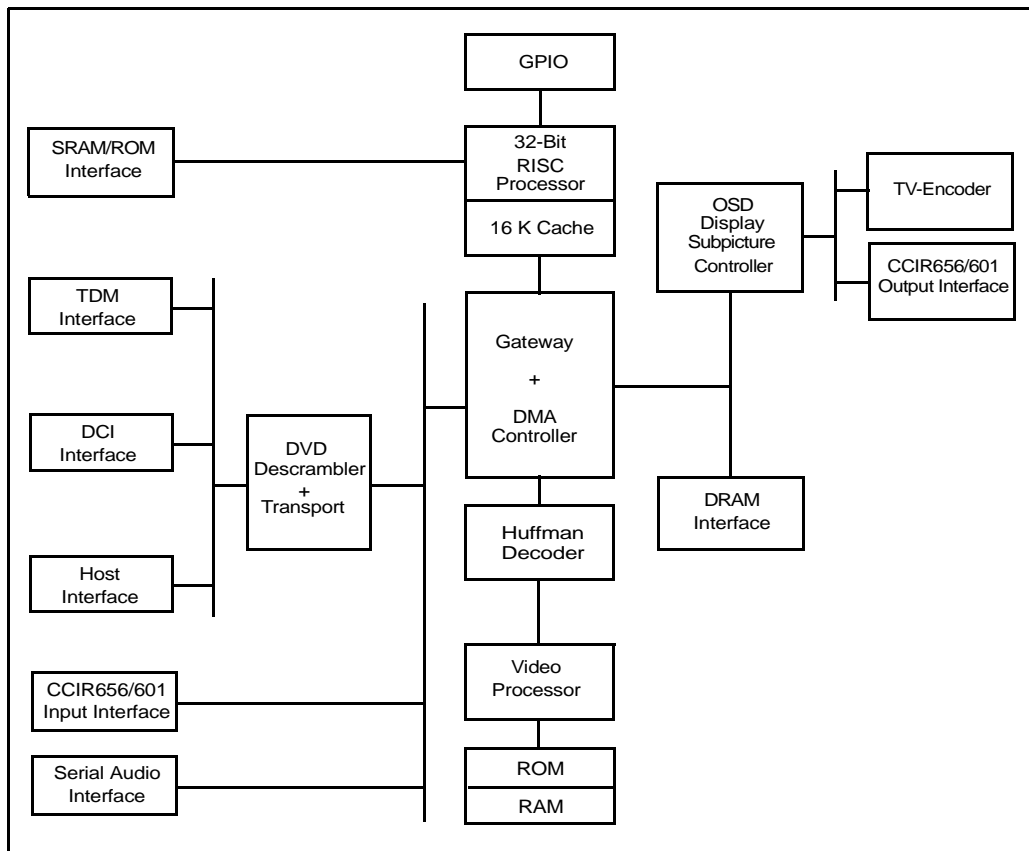 GPIO
SRAM/ROM
Interface
32-Bit
RISC
Processor
16 K Cache
OSD
Display
Subpicture
Controller
TV-Encoder
CCIR656/601
Output Interface
TDM
Interface
DCI
Interface
Host
Interface
DVD
Descrambler
+
Transport
Gateway
+
DMA
Controller
DRAM
Interface
Huffman
Decoder
Video
Processor
CCIR656/601
Input Interface
Serial Audio
Interface
ROM
RAM